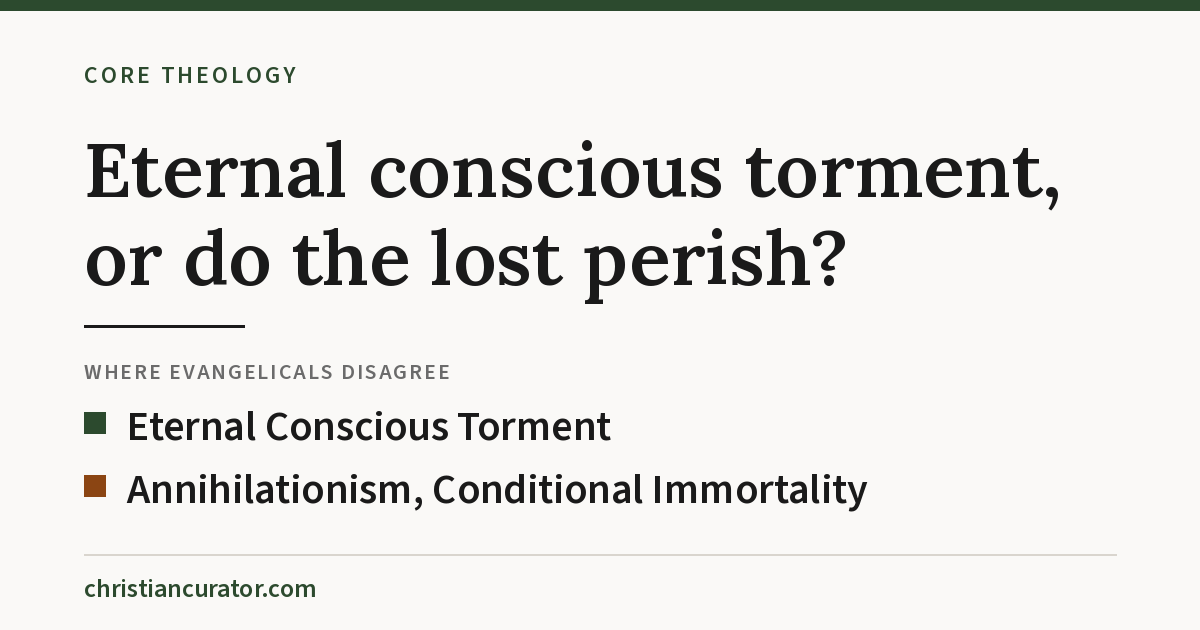 CORE THEOLOGY
Eternal conscious torment,
or do the lost perish?
WHERE EVANGELICALS DISAGREE
Eternal Conscious Torment
Annihilationism, Conditional Immortality
christiancurator.com